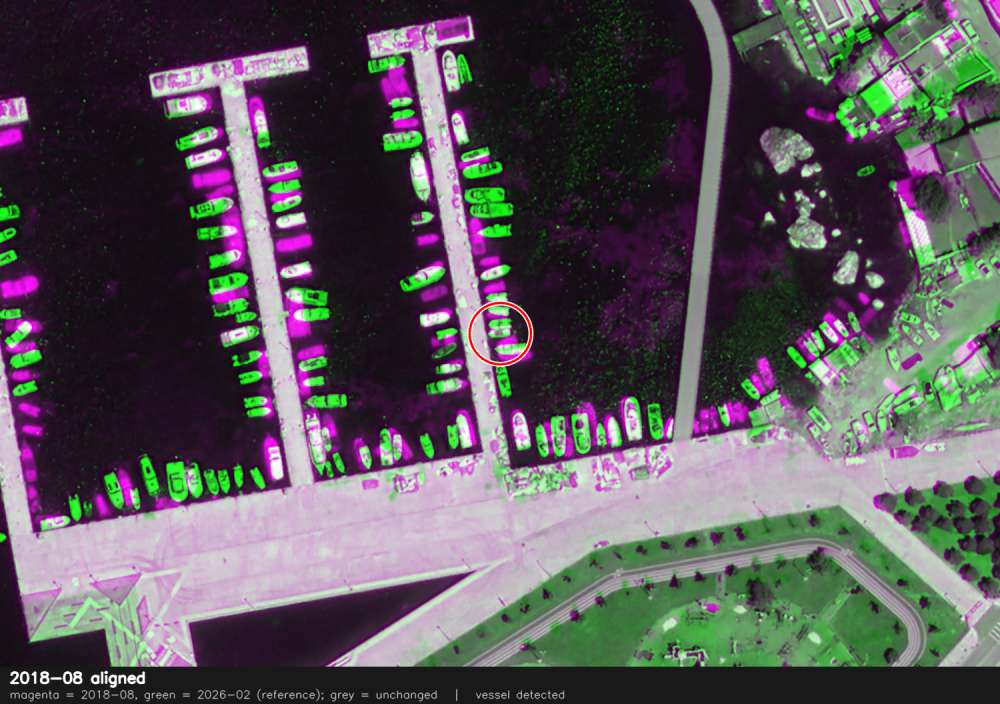 2018-08 aligned
magenta = 2018-08, green = 2026-02 (reference); grey = unchanged | vessel detected